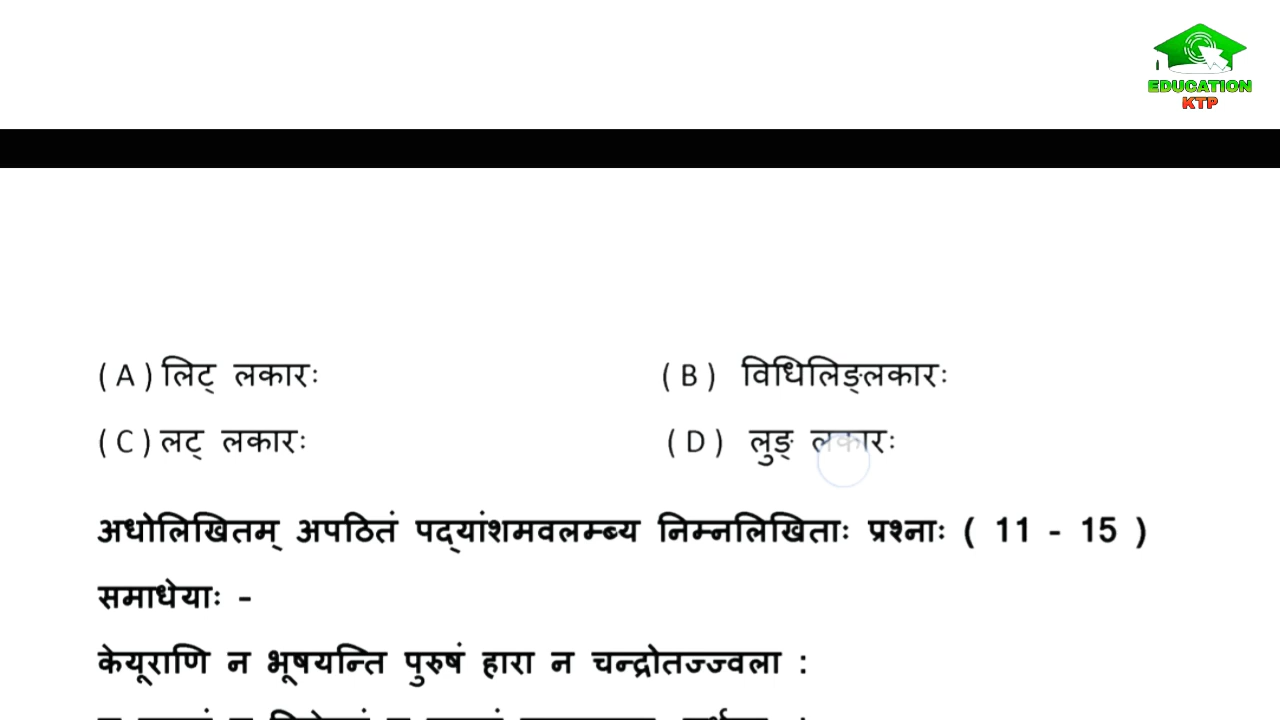 EDUCATION
KTP
( A ) लिट् लकारः ( B ) विधिलिङ्लकारः
( C ) लट् लकारः ( D ) लुङ् लकारः
अधोलिखितम् अपठितं पद्यांशमवलम्ब्य निम्नलिखिताः प्रश्नाः ( 11 - 15 )
समाधेयाः -
केयूराणि न भूषयन्ति पुरुषं हारा न चन्द्रोतज्ज्वला :